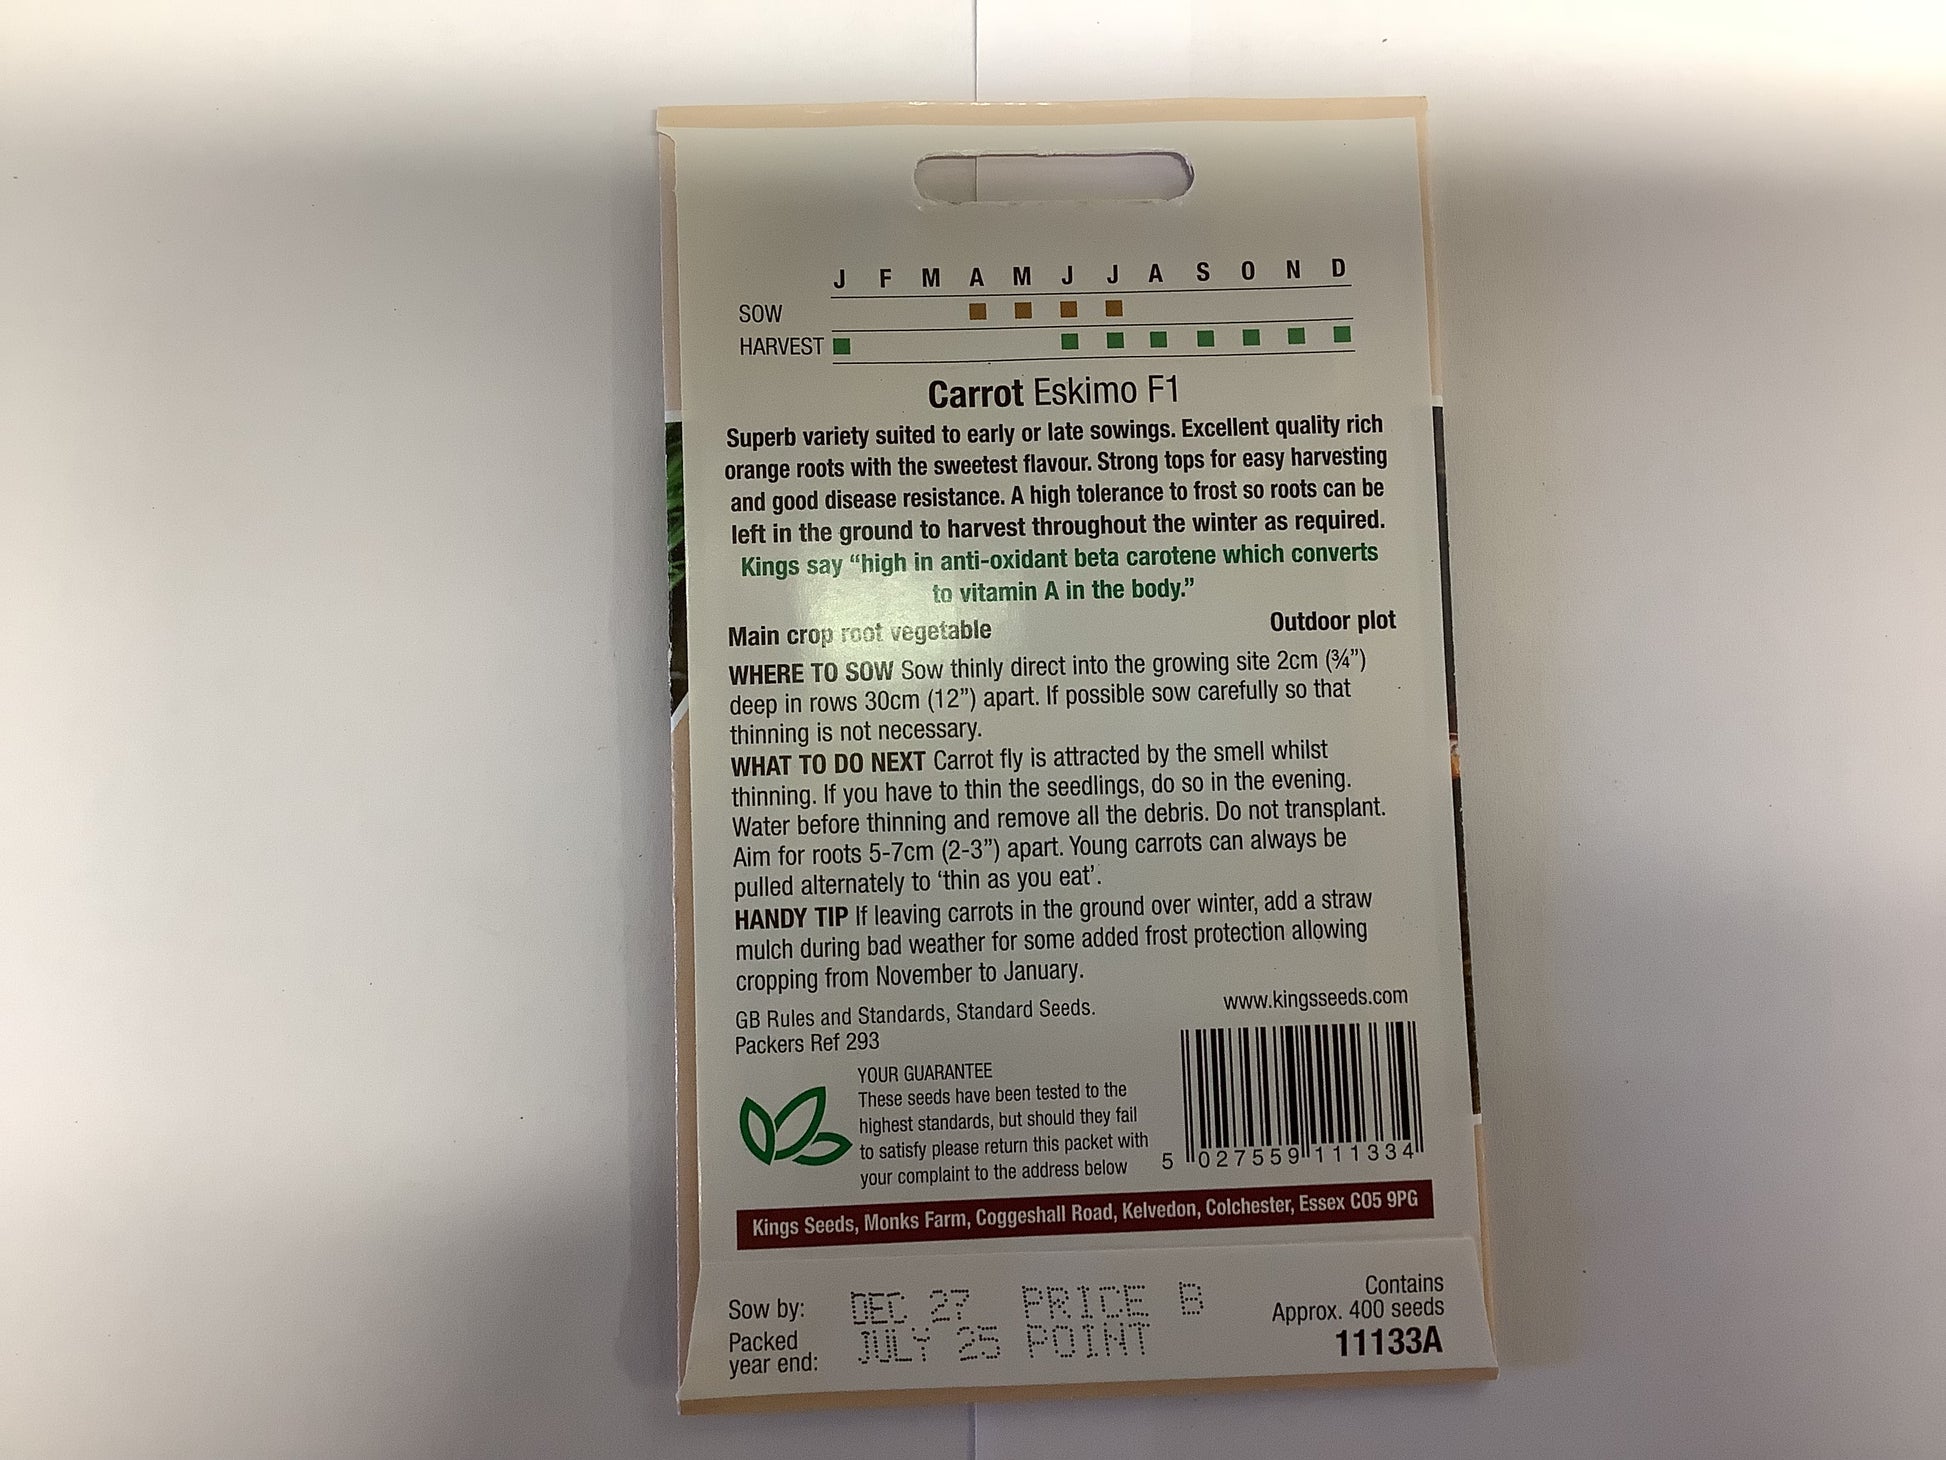 J F M A M J J A S O N D
SOW
HARVEST
Carrot Eskimo F1
Superb variety suited to early or late sowings. Excellent quality rich
orange roots with the sweetest flavour. Strong tops for easy harvesting
and good disease resistance. A high tolerance to frost so roots can be
left in the ground to harvest throughout the winter as required.
Kings say “high in anti-oxidant beta carotene which converts
to vitamin A in the body.”
Main crop root vegetable Outdoor plot
WHERE TO SOW Sow thinly direct into the growing site 2cm (¾”)
deep in rows 30cm (12”) apart. If possible sow carefully so that
thinning is not necessary.
WHAT TO DO NEXT Carrot fly is attracted by the smell whilst
thinning. If you have to thin the seedlings, do so in the evening.
Water before thinning and remove all the debris. Do not transplant.
Aim for roots 5-7cm (2-3”) apart. Young carrots can always be
pulled alternately to ‘thin as you eat’.
HANDY TIP If leaving carrots in the ground over winter, add a straw
mulch during bad weather for some added frost protection allowing
cropping from November to January.
GB Rules and Standards, Standard Seeds.
Packers Ref 293
www.kingsseeds.com
YOUR GUARANTEE
These seeds have been tested to the
highest standards, but should they fail
to satisfy please return this packet with
your complaint to the address below
5 027559 111334
Kings Seeds, Monks Farm, Coggeshall Road, Kelvedon, Colchester, Essex CO5 9PG
Sow by: DEC 27 PRICE B
Packed
year end: JULY 25 POINT
Contains
Approx. 400 seeds
11133A